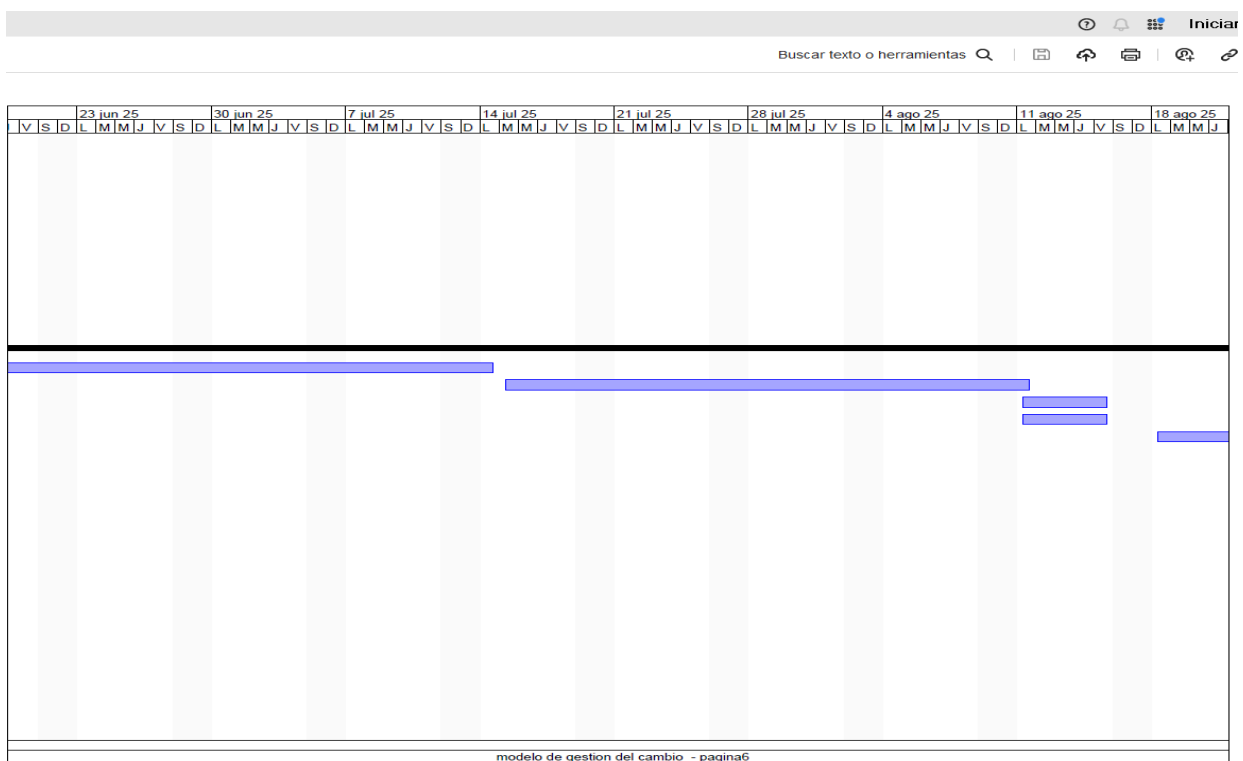 Iniciar
Buscar texto o herramientas
23 jun 25 30 jun 25 7 jul 25 14 jul 25 21 jul 25 28 jul 25 4 ago 25 11 ago 25 18 ago 25
V S D L M M J V S D L M M J V S D L M M J V S D L M M J V S D L M M J V S D L M M J V S D L M M J V S D L M M J V S D L M M J
modelo de gestion del cambio - pagina6